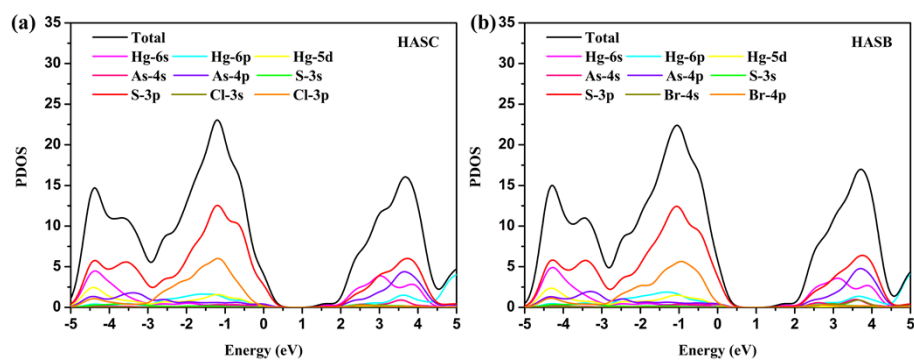 (a)
Total
HASC
Hg-6s Hg-6p Hg-5d
As-4s As-4p S-3s
S-3p Cl-3s Cl-3p
PDOS
35
30
25
20
15
10
5
0
-5 -4 -3 -2 -1 0 1 2 3 4 5
Energy (eV)
(b)
Total
HASB
Hg-6s Hg-6p Hg-5d
As-4s As-4p S-3s
S-3p Br-4s Br-4p
PDOS
35
30
25
20
15
10
5
0
-5 -4 -3 -2 -1 0 1 2 3 4 5
Energy (eV)